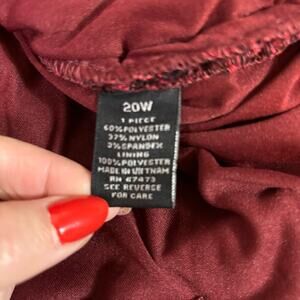 20W
1 PIECE
60%POLYESTER
37% NYLON
3%SPANDEX
LINING
100%POLYESTER
MADE IN VIETNAM
RN 67473
SEE REVERSE
FOR CARE